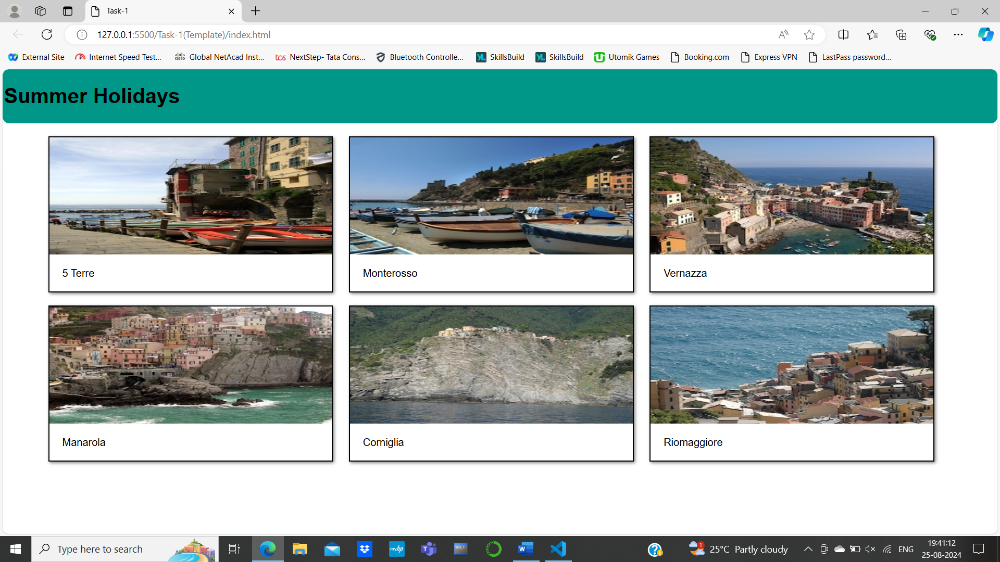 Task-1
127.0.0.1:5500/Task-1(Template)/index.html
External Site
Internet Speed Test...
Global NetAcad Inst...
NextStep- Tata Cons...
Bluetooth Controlle...
SkillsBuild
SkillsBuild
Utomik Games
Booking.com
Express VPN
LastPass password...
Summer Holidays
5 Terre
Monterosso
Vernazza
Manarola
Corniglia
Riomaggiore
Type here to search
25°C Partly cloudy
ENG
19:41:12
25-08-2024